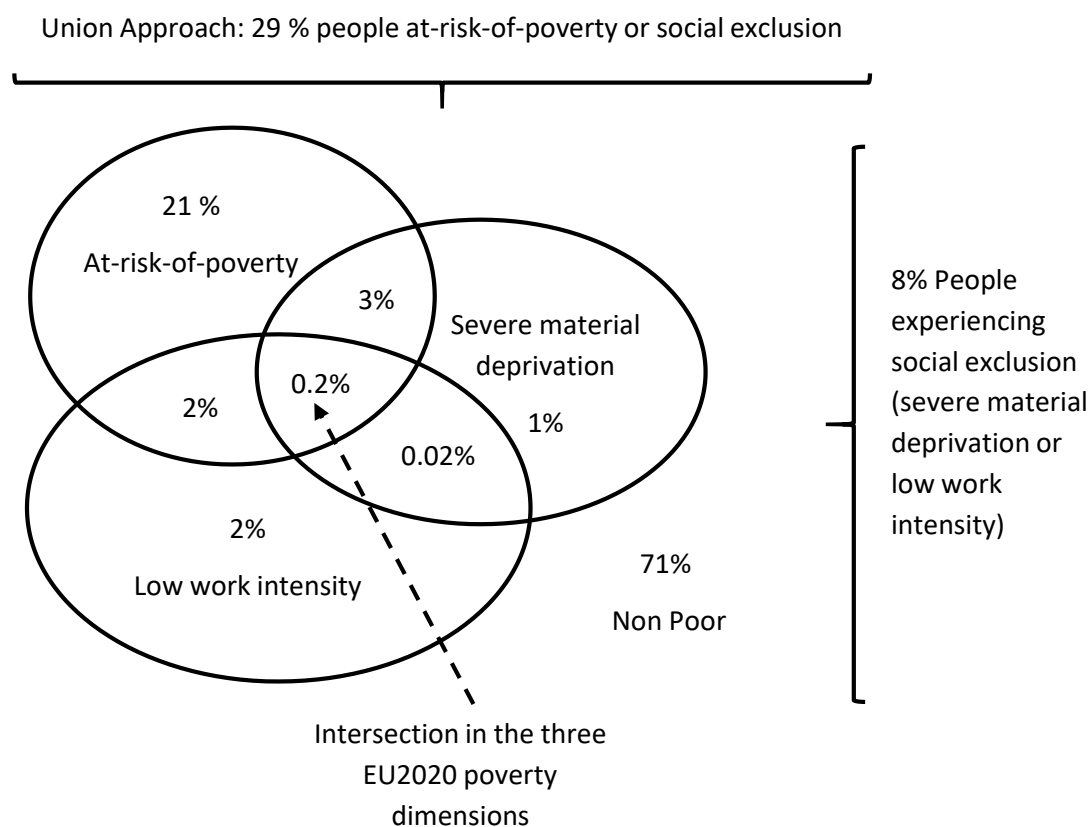 Union Approach: 29 % people at-risk-of-poverty or social exclusion
21 %
At-risk-of-poverty
3%
Severe material
deprivation
0.2%
2%
1%
0.02%
2%
Low work intensity
71%
Non Poor
8% People
experiencing
social exclusion
(severe material
deprivation or
low work
intensity)
Intersection in the three
EU2020 poverty
dimensions